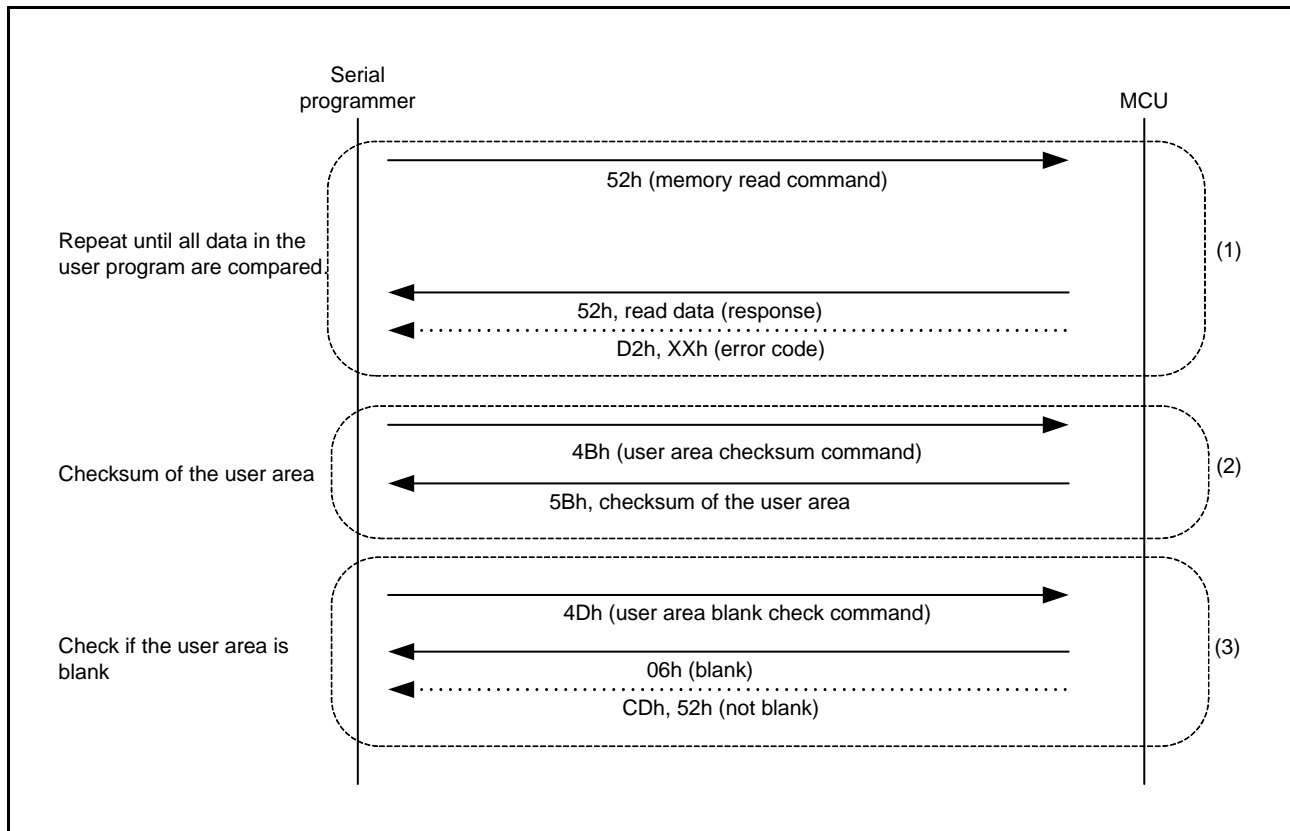 Serial
programmer
MCU
52h (memory read command)
Repeat until all data in the
user program are compared.
(1)
52h, read data (response)
D2h, XXh (error code)
4Bh (user area checksum command)
Checksum of the user area
(2)
5Bh, checksum of the user area
4Dh (user area blank check command)
Check if the user area is
blank
(3)
06h (blank)
CDh, 52h (not blank)